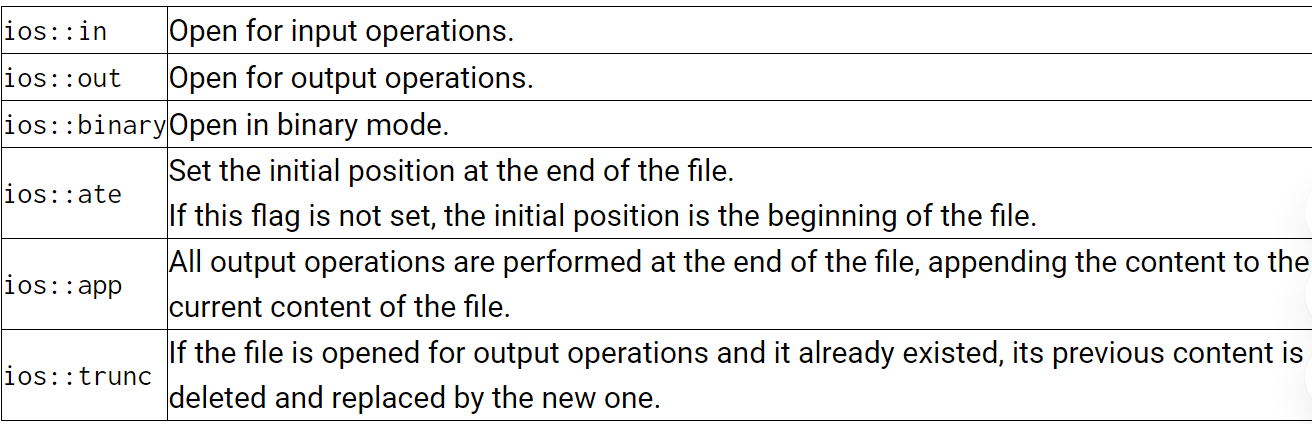 ios::in Open for input operations.
ios::out Open for output operations.
ios::binary Open in binary mode.
ios::ate Set the initial position at the end of the file.
If this flag is not set, the initial position is the beginning of the file.
ios::app All output operations are performed at the end of the file, appending the content to the
current content of the file.
ios::trunc If the file is opened for output operations and it already existed, its previous content is
deleted and replaced by the new one.